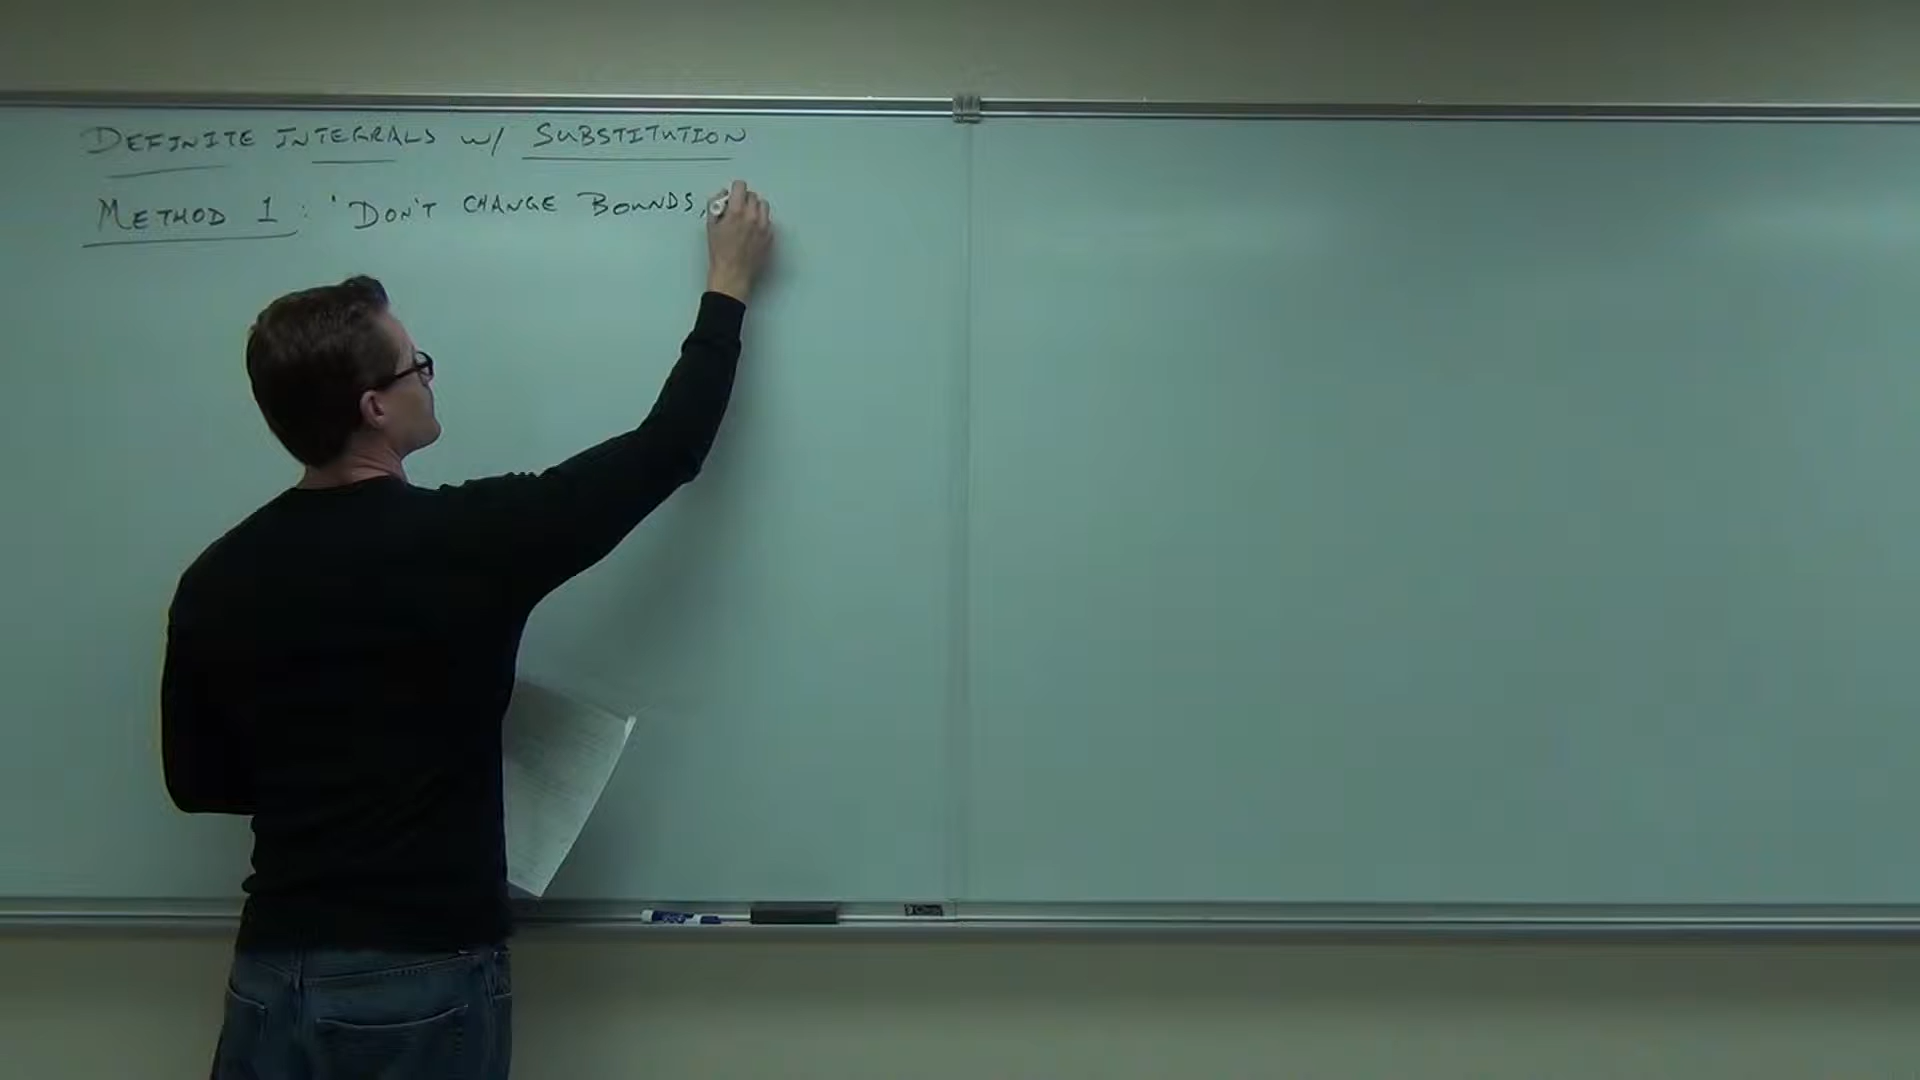 DEFINITE INTEGRALS W/ SUBSTITUTION
METHOD 1: "DON'T CHANGE BOUNDS,